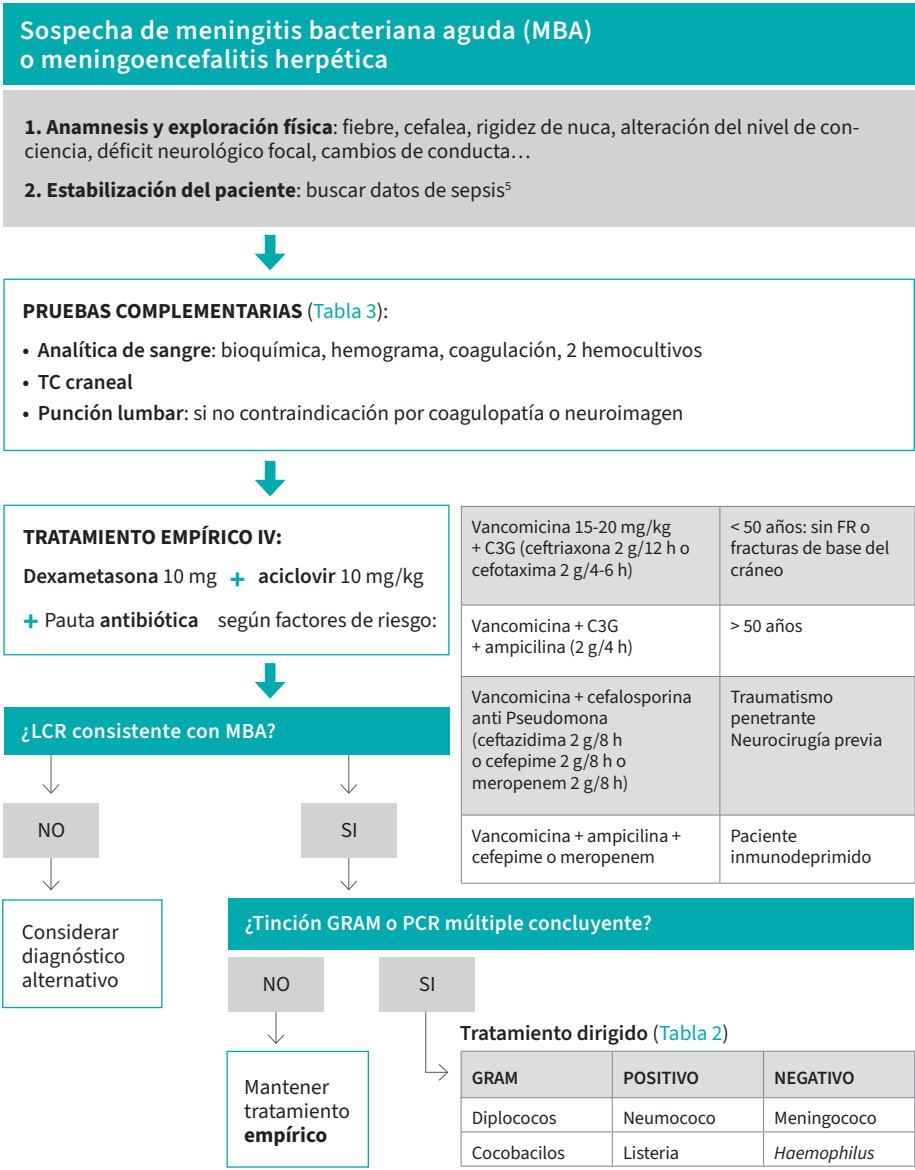 Sospecha de meningitis bacteriana aguda (MBA)
o meningoencefalitis herpética
1. Anamnesis y exploración física: fiebre, cefalea, rigidez de nuca, alteración del nivel de con-
ciencia, déficit neurológico focal, cambios de conducta…
2. Estabilización del paciente: buscar datos de sepsis⁵
PRUEBAS COMPLEMENTARIAS (Tabla 3):
• Analítica de sangre: bioquímica, hemograma, coagulación, 2 hemocultivos
• TC craneal
• Punción lumbar: si no contraindicación por coagulopatía o neuroimagen
TRATAMIENTO EMPÍRICO IV:
Dexametasona 10 mg + aciclovir 10 mg/kg
+ Pauta antibiótica según factores de riesgo:
Vancomicina 15-20 mg/kg
+ C3G (ceftriaxona 2 g/12 h o
cefotaxima 2 g/4-6 h)
< 50 años: sin FR o
fracturas de base del
cráneo
Vancomicina + C3G
+ ampicilina (2 g/4 h)
> 50 años
Vancomicina + cefalosporina
anti Pseudomona
(ceftazidima 2 g/8 h
o cefepime 2 g/8 h o
meropenem 2 g/8 h)
Traumatismo
penetrante
Neurocirugía previa
Vancomicina + ampicilina +
cefepime o meropenem
Paciente
inmunodeprimido
¿LCR consistente con MBA?
NO
SI
Considerar
diagnóstico
alternativo
¿Tinción GRAM o PCR múltiple concluyente?
NO
SI
Mantener
tratamiento
empírico
Tratamiento dirigido (Tabla 2)
GRAM POSITIVO NEGATIVO
Diplococos Neumococo Meningococo
Cocobacilos Listeria Haemophilus